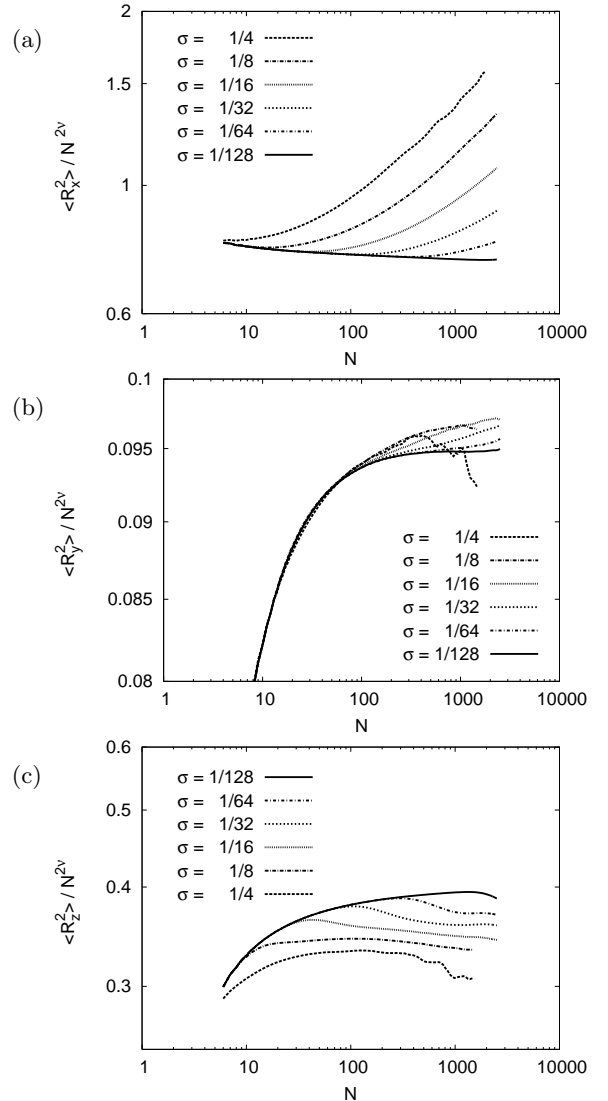 (a)
2
1.5
1
0.6
<R²ₓ> / N²ᵛ
σ = 1/4
σ = 1/8
σ = 1/16
σ = 1/32
σ = 1/64
σ = 1/128
1 10 100 1000 10000
N
(b)
0.1
0.095
0.09
0.085
0.08
<R²y> / N²ᵛ
σ = 1/4
σ = 1/8
σ = 1/16
σ = 1/32
σ = 1/64
σ = 1/128
1 10 100 1000 10000
N
(c)
0.6
0.5
0.4
0.3
<R²z> / N²ᵛ
σ = 1/128
σ = 1/64
σ = 1/32
σ = 1/16
σ = 1/8
σ = 1/4
1 10 100 1000 10000
N